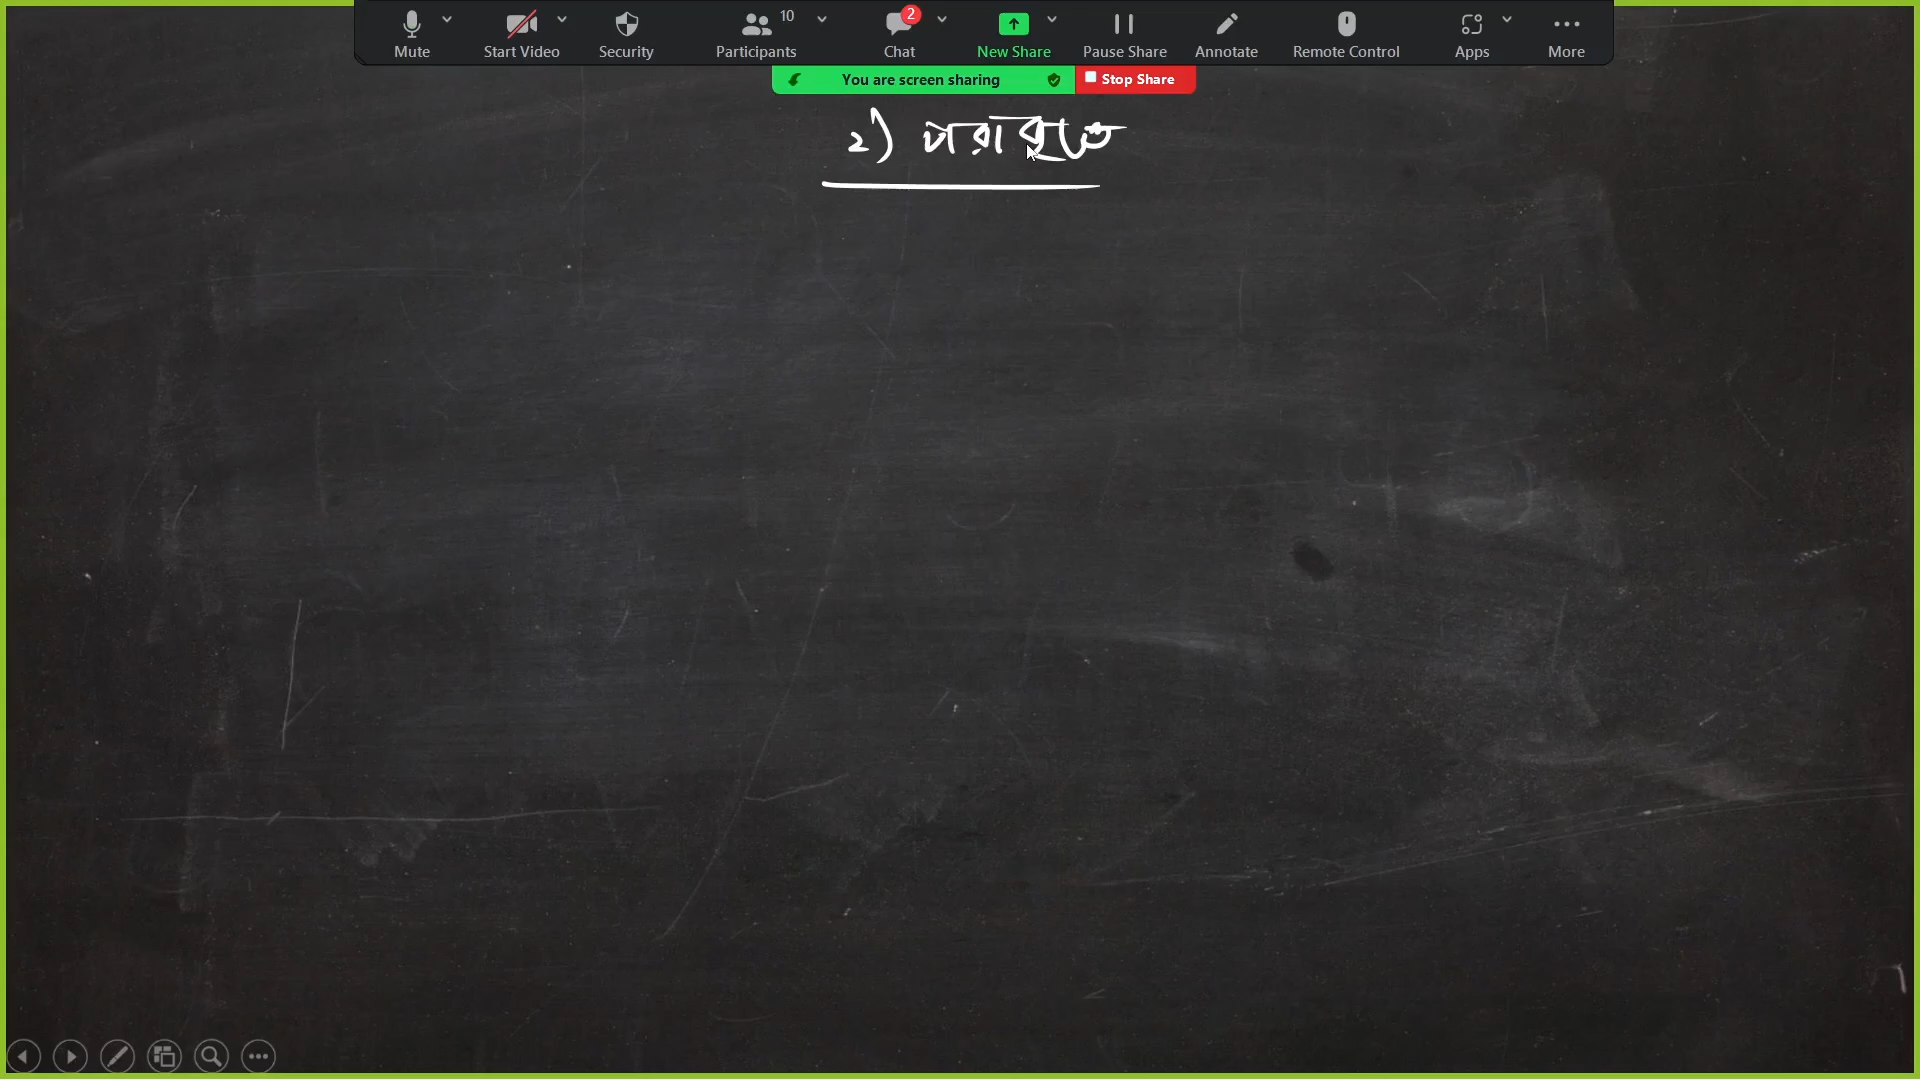 Mute
Start Video
Security
Participants 10
Chat 2
New Share
Pause Share
Annotate
Remote Control
Apps
More
You are screen sharing
Stop Share
২) পরাবৃত্ত